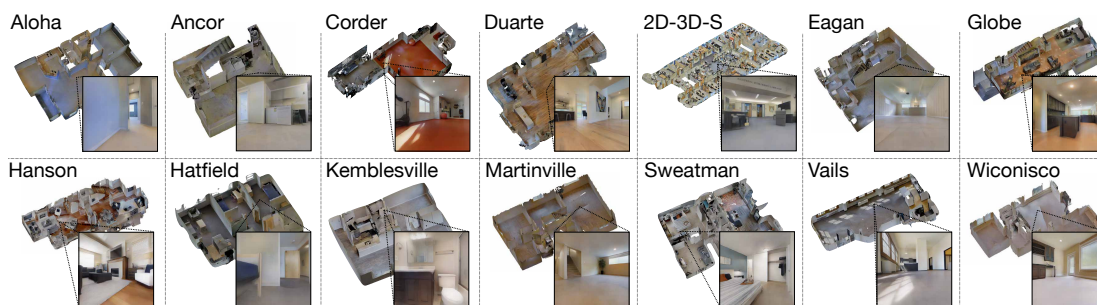 Aloha Ancor Corder Duarte 2D-3D-S Eagan Globe
Hanson Hatfield Kemblesville Martinville Sweatman Vails Wiconisco